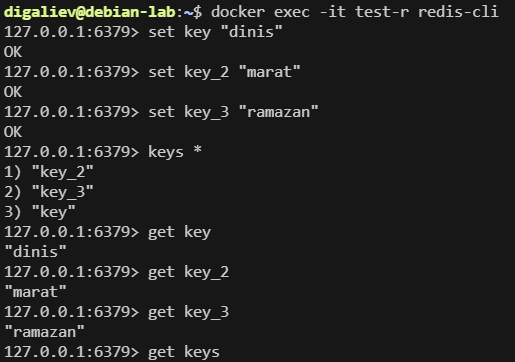 digaliev@debian-lab:~$ docker exec -it test-r redis-cli
127.0.0.1:6379> set key "dinis"
OK
127.0.0.1:6379> set key_2 "marat"
OK
127.0.0.1:6379> set key_3 "ramazan"
OK
127.0.0.1:6379> keys *
1) "key_2"
2) "key_3"
3) "key"
127.0.0.1:6379> get key
"dinis"
127.0.0.1:6379> get key_2
"marat"
127.0.0.1:6379> get key_3
"ramazan"
127.0.0.1:6379> get keys